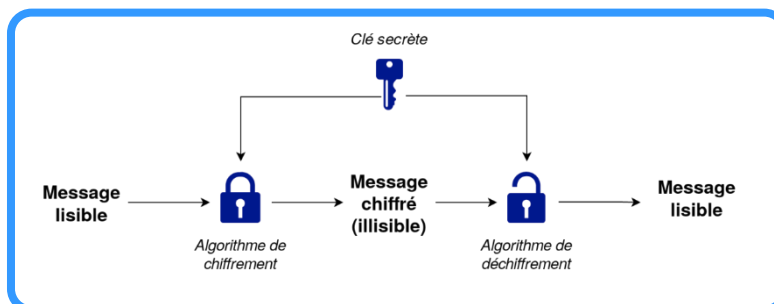 Clé secrète
Message
lisible
Message
chiffré
(illisible)
Message
lisible
Algorithme de
chiffrement
Algorithme de
déchiffrement